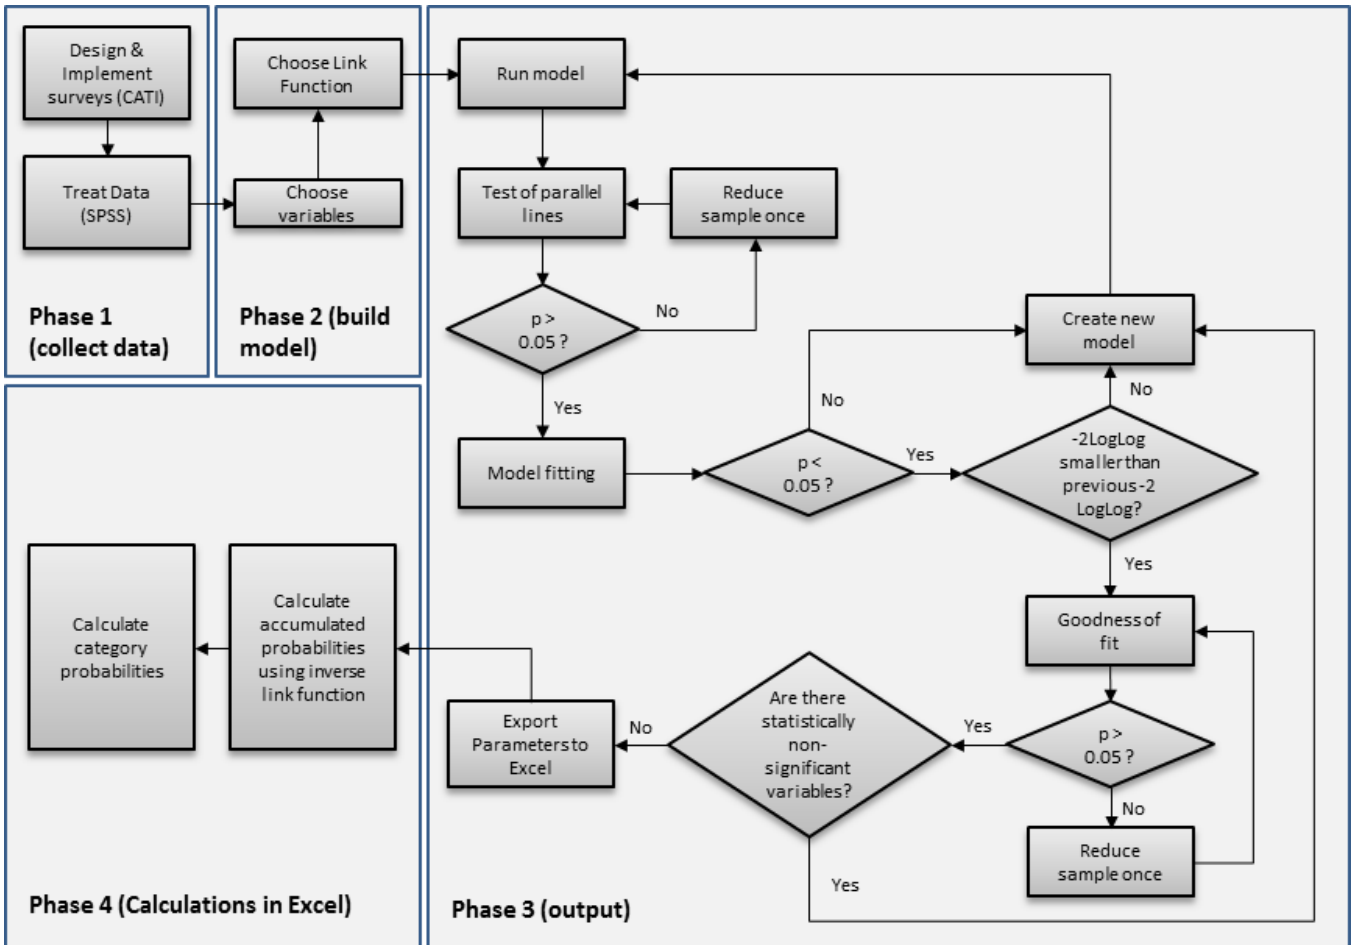 Design &
Implement
surveys (CATI)
Treat Data
(SPSS)
Phase 1
(collect data)
Choose Link
Function
Choose
variables
Phase 2 (build
model)
Run model
Test of parallel
lines
Reduce
sample once
p >
0.05 ?
No
Yes
Model fitting
p <
0.05 ?
No
Yes
Create new
model
No
-2LogLog
smaller than
previous -2
LogLog?
Yes
Goodness of
fit
p >
0.05 ?
Yes
No
Reduce
sample once
Are there
statistically
non-
significant
variables?
No
Yes
Export
Parameters to
Excel
Phase 3 (output)
Calculate
accumulated
probabilities
using inverse
link function
Calculate
category
probabilities
Phase 4 (Calculations in Excel)